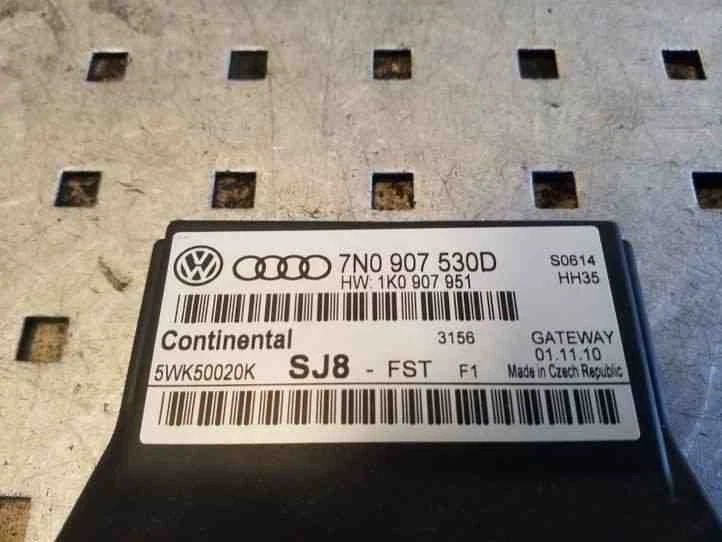 7N0 907 530D S0614
HW: 1K0 907 951 HH35
Continental 3156 GATEWAY
01.11.10
5WK50020K SJ8 - FST F1 Made in Czech Republic